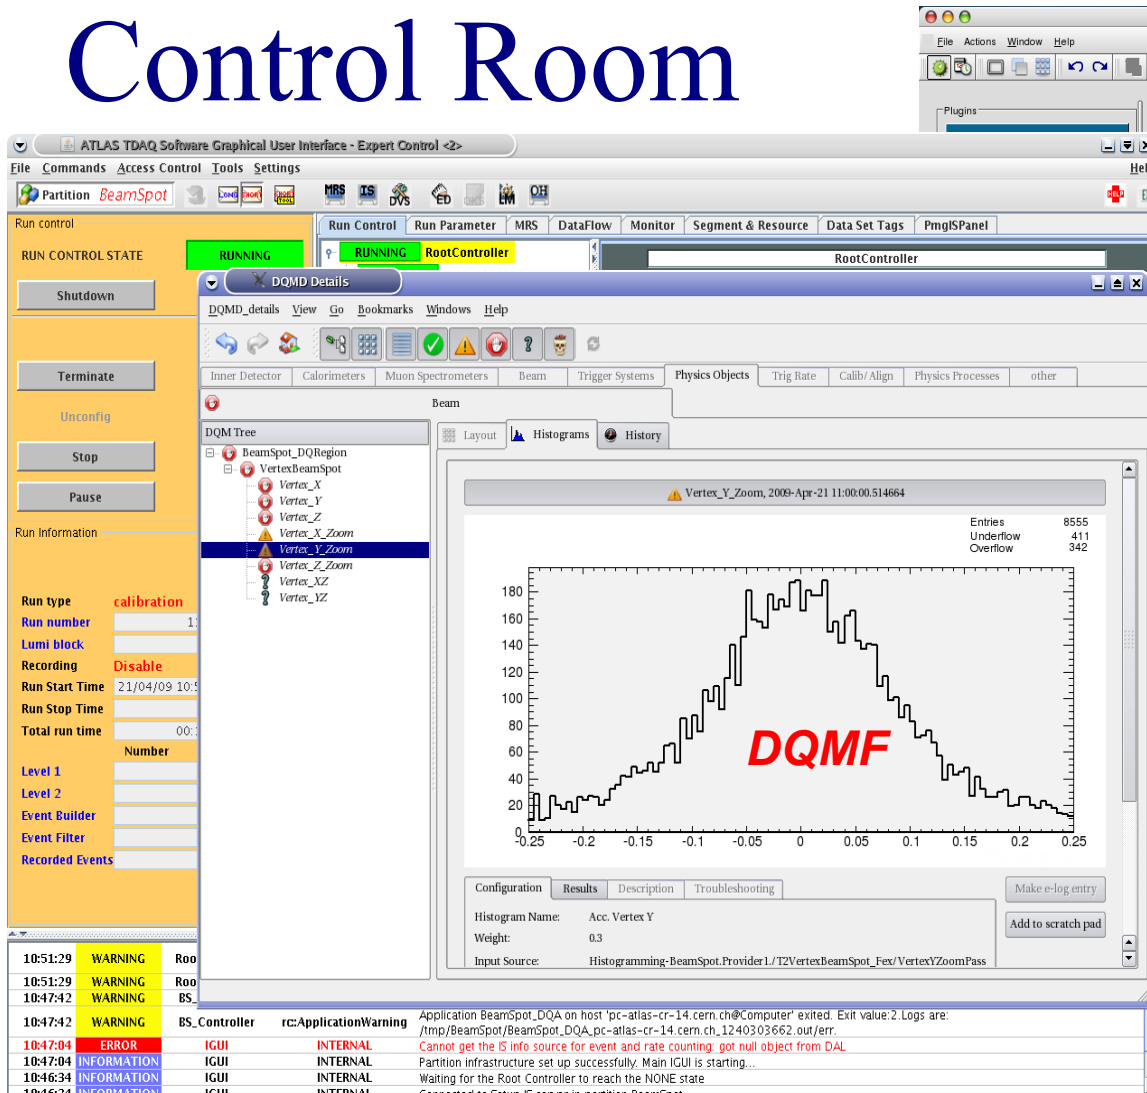 Control Room
File Actions Window Help
Plugins
ATLAS TDAQ Software Graphical User Interface - Expert Control <2>
File Commands Access Control Tools Settings
Partition BeamSpot
LONG SHORT SHORT TOOL MRS IS DVS ED LM OH HELP
Run control
Run Control Run Parameter MRS DataFlow Monitor Segment & Resource Data Set Tags PmgISPanel
RUN CONTROL STATE RUNNING
RUNNING RootController
RootController
Shutdown
Terminate
Unconfig
Stop
Pause
Run Information
Run type calibration
Run number
Lumi block
Recording Disable
Run Start Time 21/04/09
Run Stop Time
Total run time
Number
Level 1
Level 2
Event Builder
Event Filter
Recorded Events
DQMD Details
DQMD_details View Go Bookmarks Windows Help
Inner Detector Calorimeters Muon Spectrometers Beam Trigger Systems Physics Objects Trig Rate Calib/Align Physics Processes other
Beam
DQM Tree
BeamSpot_DQRegion
VertexBeamSpot
Vertex_X
Vertex_Y
Vertex_Z
Vertex_X_Zoom
Vertex_Y_Zoom
Vertex_Z_Zoom
Vertex_XZ
Vertex_YZ
Layout Histograms History
Vertex_Y_Zoom, 2009-Apr-21 11:00:00.514664
Entries 8555
Underflow 411
Overflow 342
180
160
140
120
100
80
60
40
20
0
-0.25 -0.2 -0.15 -0.1 -0.05 0 0.05 0.1 0.15 0.2 0.25
DQMF
Configuration Results Description Troubleshooting
Make e-log entry
Histogram Name: Acc. Vertex Y
Add to scratch pad
Weight: 0.3
Input Source: Histogramming-BeamSpot.Provider1./T2VertexBeamSpot_Fex/VertexYZoomPass
10:51:29 WARNING Roo
10:51:29 WARNING Roo
10:47:42 WARNING BS_
10:47:42 WARNING BS_Controller rc:ApplicationWarning Application BeamSpot_DQA on host 'pc-atlas-cr-14.cern.ch@Computer' exited. Exit value:2.Logs are:
/tmp/BeamSpot/BeamSpot_DQA_pc-atlas-cr-14.cern.ch_1240303662.out/err.
10:47:04 ERROR IGUI INTERNAL Cannot get the IS info source for event and rate counting: got null object from DAL
10:47:04 INFORMATION IGUI INTERNAL Partition infrastructure set up successfully. Main IGUI is starting...
10:46:34 INFORMATION IGUI INTERNAL Waiting for the Root Controller to reach the NONE state